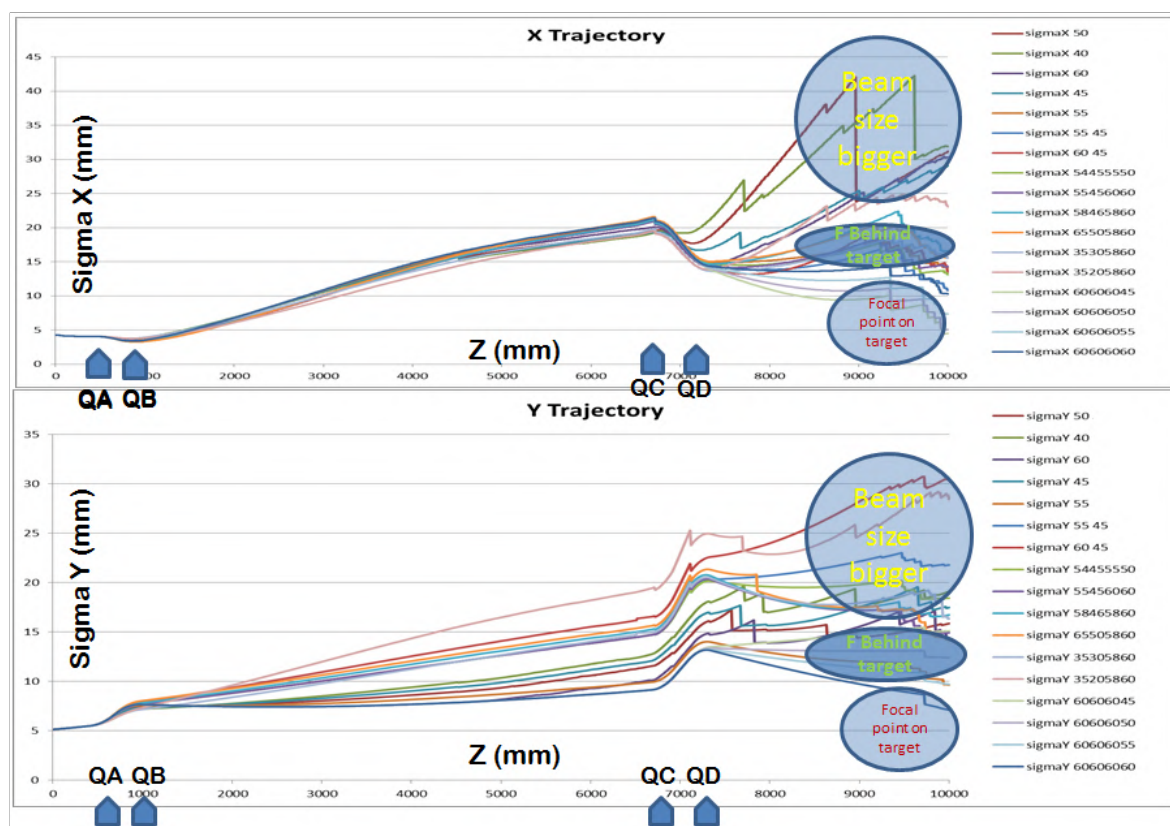 X Trajectory
45
40
35
30
25
20
15
10
5
0
Sigma X (mm)
0
1000
2000
4000
6000
7000
8000
9000
10000
Z (mm)
QA
QB
QC
QD
Beam
size
bigger
F Behind
target
Focal
point on
target
sigmaX 50
sigmaX 40
sigmaX 60
sigmaX 45
sigmaX 55
sigmaX 55 45
sigmaX 60 45
sigmaX 54455550
sigmaX 55456060
sigmaX 58465860
sigmaX 65505860
sigmaX 35305860
sigmaX 35205860
sigmaX 60606045
sigmaX 60606050
sigmaX 60606055
sigmaX 60606060
Y Trajectory
35
30
25
20
15
10
5
0
Sigma Y (mm)
0
1000
2000
3000
4000
5000
6000
7000
8000
9000
10000
Z (mm)
QA
QB
QC
QD
Beam
size
bigger
F Behind
target
Focal
point on
target
sigmaY 50
sigmaY 40
sigmaY 60
sigmaY 45
sigmaY 55
sigmaY 55 45
sigmaY 60 45
sigmaY 54455550
sigmaY 55456060
sigmaY 58465860
sigmaY 65505860
sigmaY 35305860
sigmaY 35205860
sigmaY 60606045
sigmaY 60606050
sigmaY 60606055
sigmaY 60606060